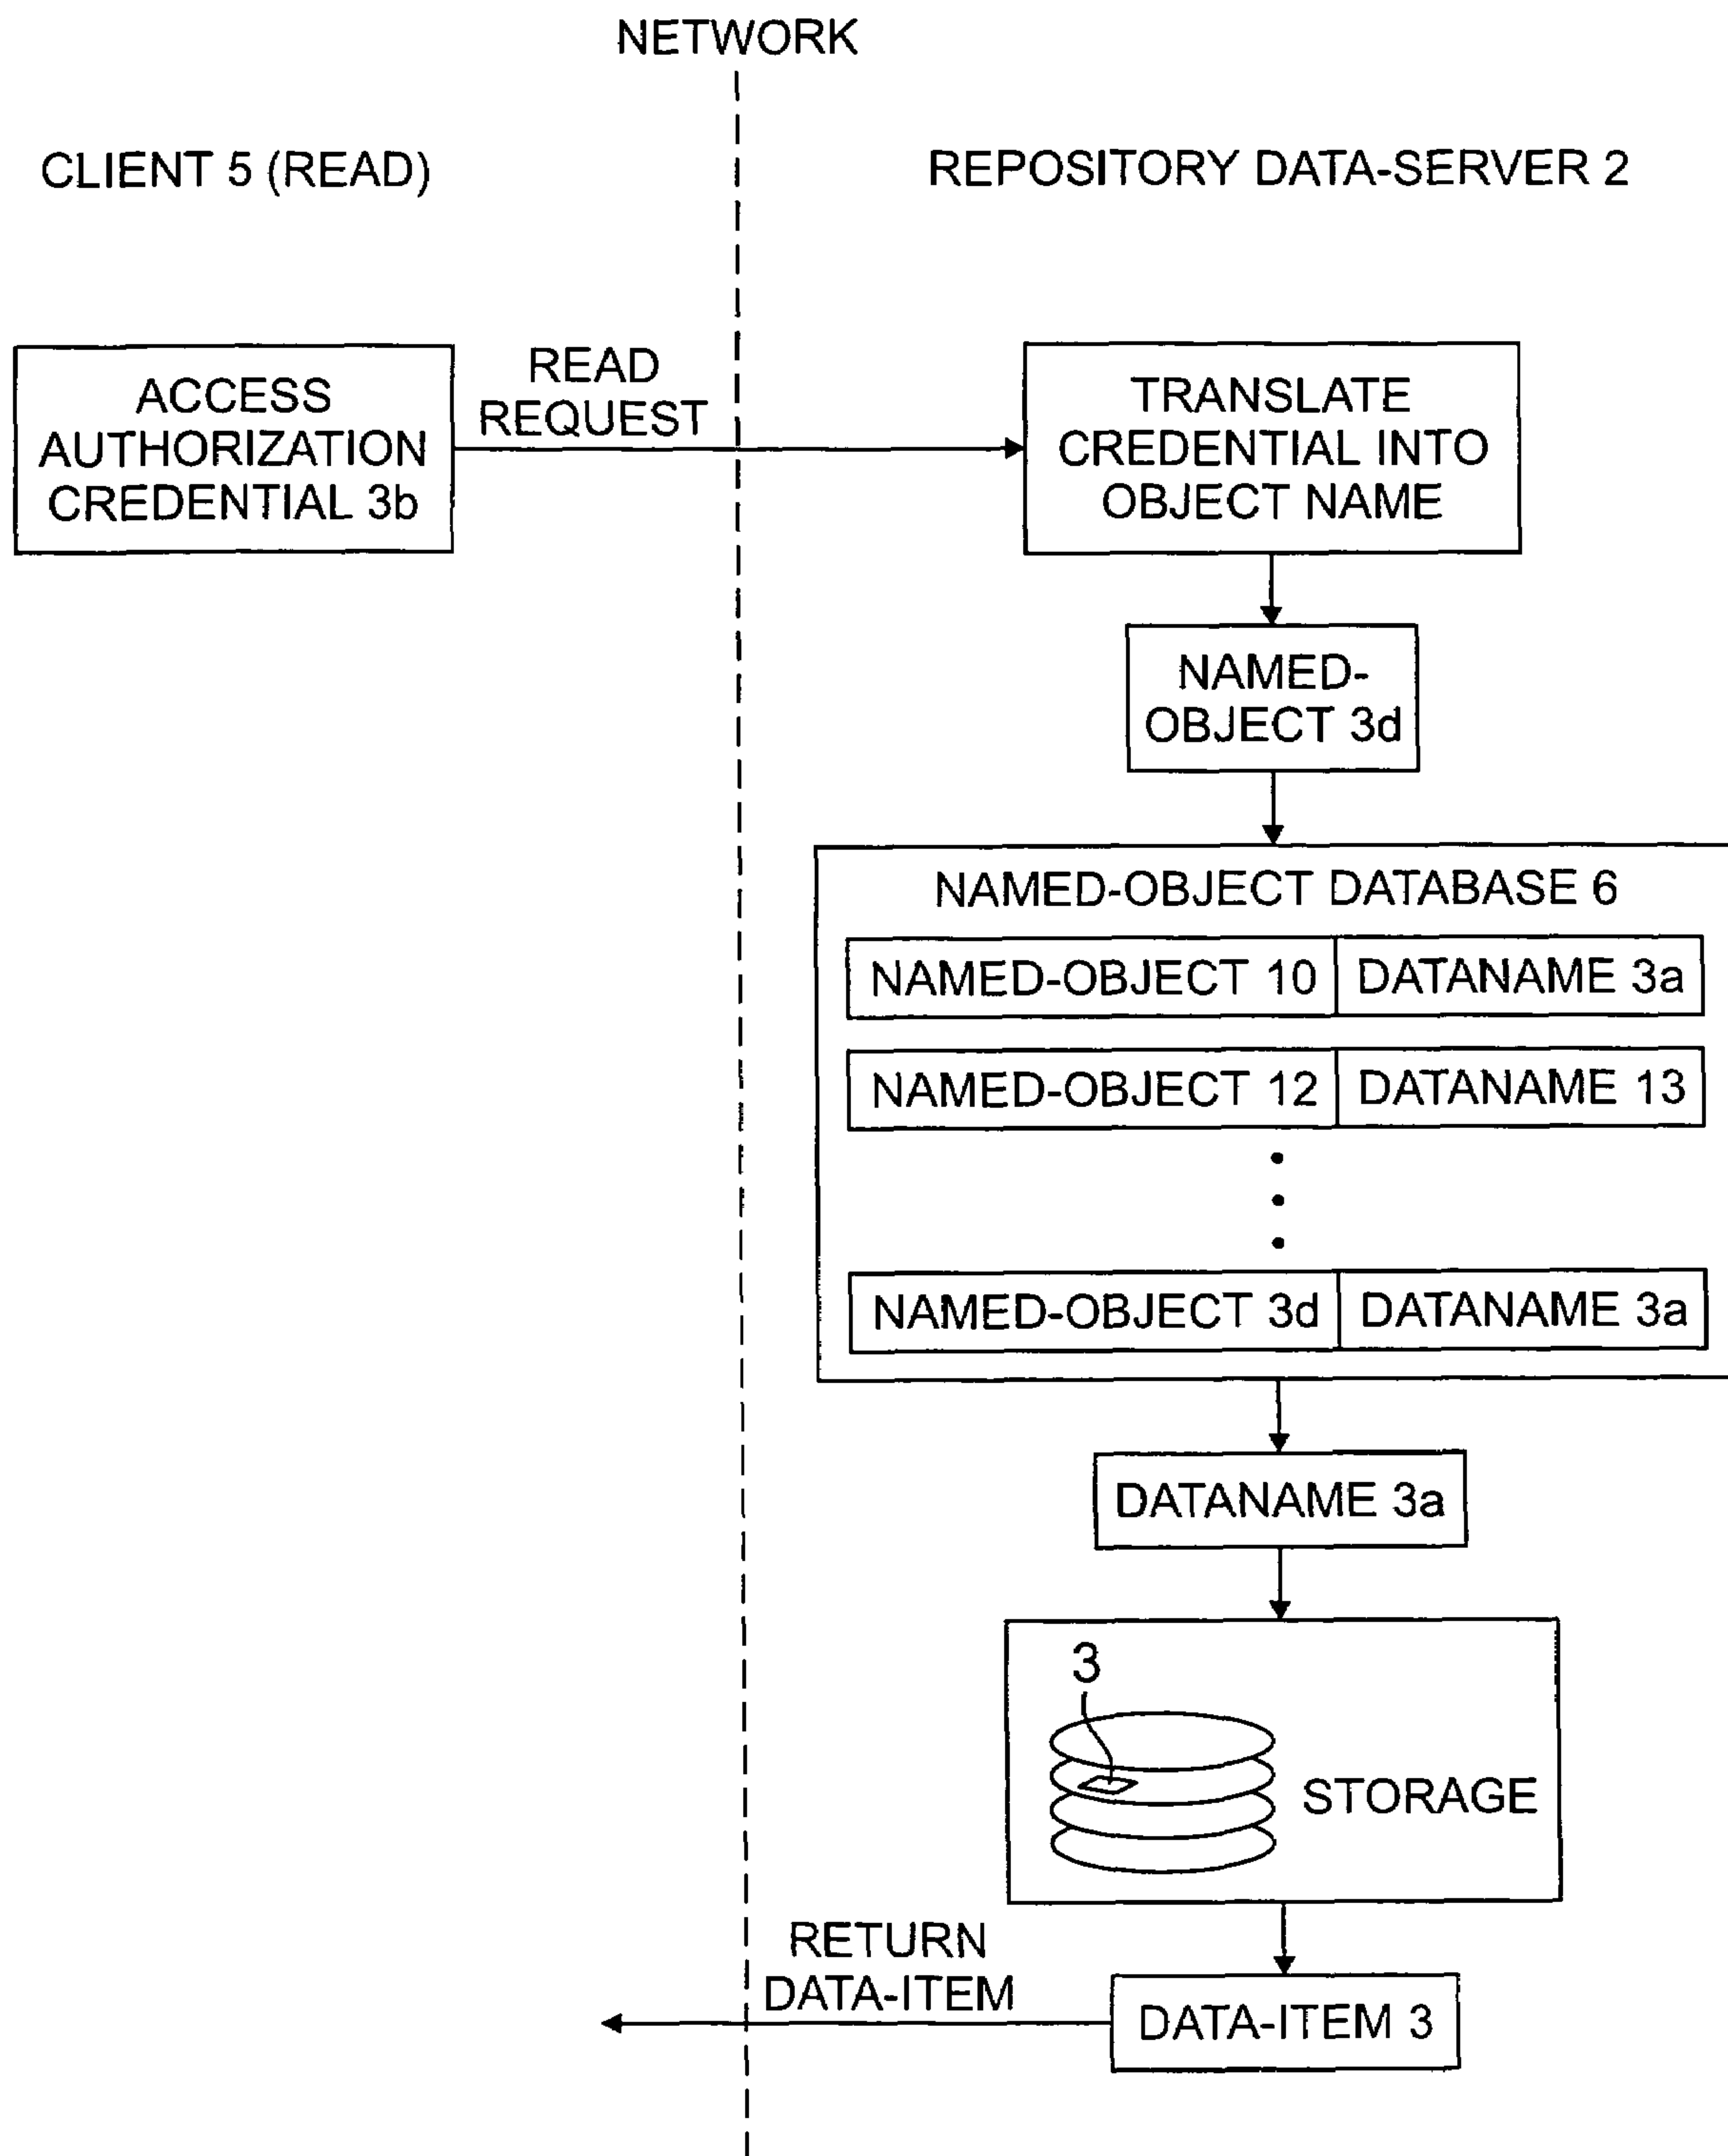 NETWORK
CLIENT 5 (READ)
REPOSITORY DATA-SERVER 2
ACCESS
AUTHORIZATION
CREDENTIAL 3b
READ
REQUEST
TRANSLATE
CREDENTIAL INTO
OBJECT NAME
NAMED-
OBJECT 3d
NAMED-OBJECT DATABASE 6
NAMED-OBJECT 10 DATANAME 3a
NAMED-OBJECT 12 DATANAME 13
NAMED-OBJECT 3d DATANAME 3a
DATANAME 3a
3
STORAGE
RETURN
DATA-ITEM
DATA-ITEM 3